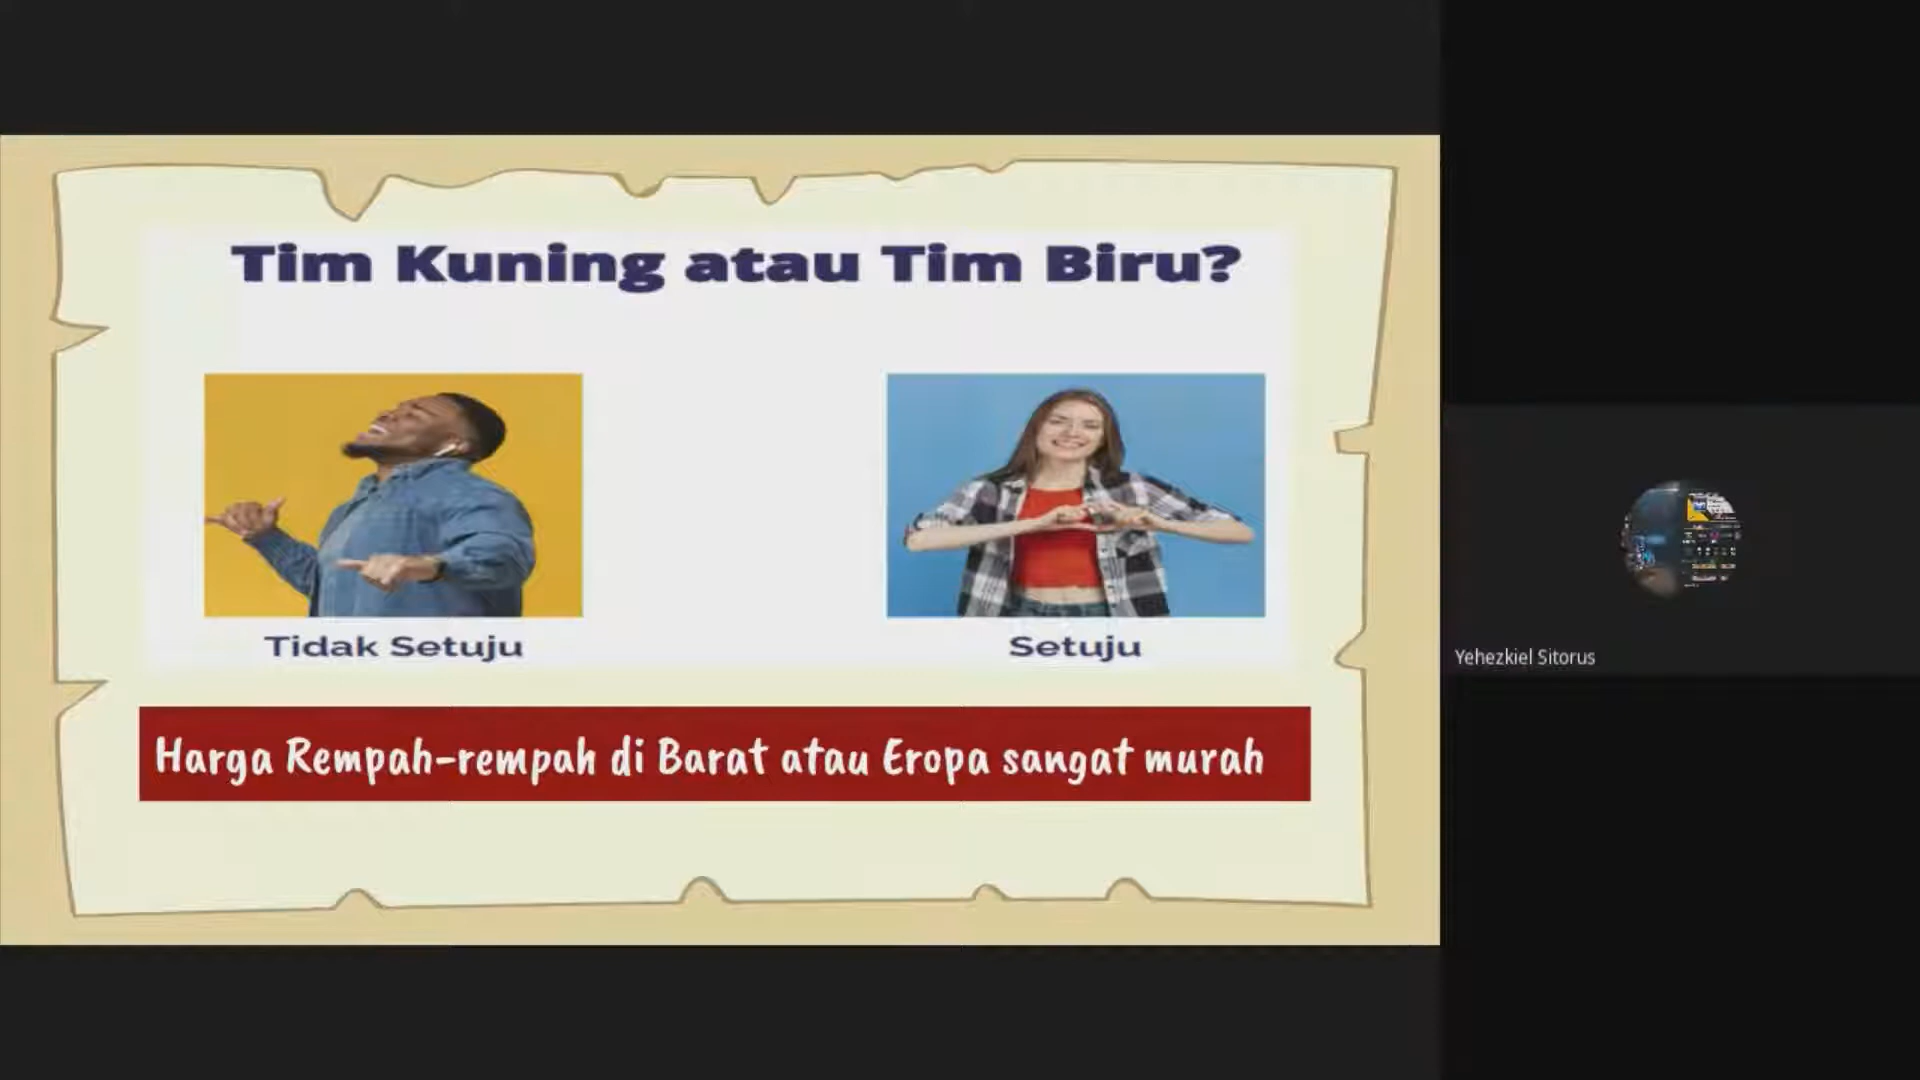 Tim Kuning atau Tim Biru?
Tidak Setuju
Setuju
Harga Rempah-rempah di Barat atau Eropa sangat murah
Yehezkiel Sitorus